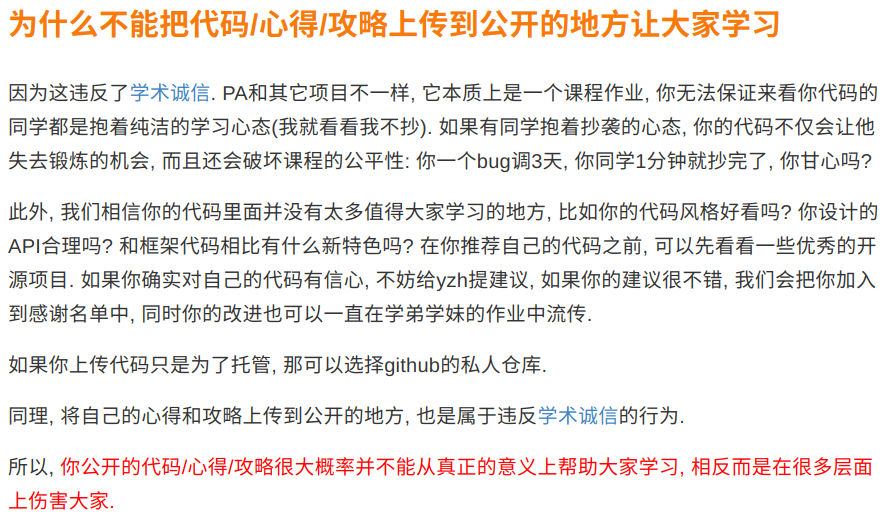 为什么不能把代码/心得/攻略上传到公开的地方让大家学习
因为这违反了学术诚信. PA和其它项目不一样, 它本质上是一个课程作业, 你无法保证来看你代码的
同学都是抱着纯洁的学习心态(我就看看我不抄). 如果有同学抱着抄袭的心态, 你的代码不仅会让他
失去锻炼的机会, 而且还会破坏课程的公平性: 你一个bug调3天, 你同学1分钟就抄完了, 你甘心吗?
此外, 我们相信你的代码里面并没有太多值得大家学习的地方, 比如你的代码风格好看吗? 你设计的
API合理吗? 和框架代码相比有什么新特色吗? 在你推荐自己的代码之前, 可以先看看一些优秀的开
源项目. 如果你确实对自己的代码有信心, 不妨给yzh提建议, 如果你的建议很不错, 我们会把你加入
到感谢名单中, 同时你的改进也可以一直在学弟学妹的作业中流传.
如果你上传代码只是为了托管, 那可以选择github的私人仓库.
同理, 将自己的心得和攻略上传到公开的地方, 也是属于违反学术诚信的行为.
所以, 你公开的代码/心得/攻略很大概率并不能从真正的意义上帮助大家学习, 相反而是在很多层面
上伤害大家.